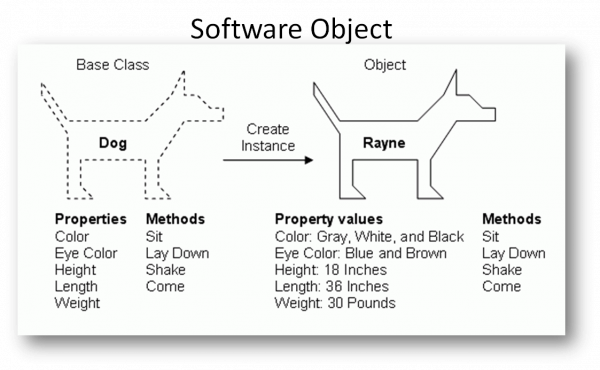 Software Object
Base Class
Object
Dog
Create
Instance
Rayne
Properties
Color
Eye Color
Height
Length
Weight
Methods
Sit
Lay Down
Shake
Come
Property values
Color: Gray, White, and Black
Eye Color: Blue and Brown
Height: 18 Inches
Length: 36 Inches
Weight: 30 Pounds
Methods
Sit
Lay Down
Shake
Come